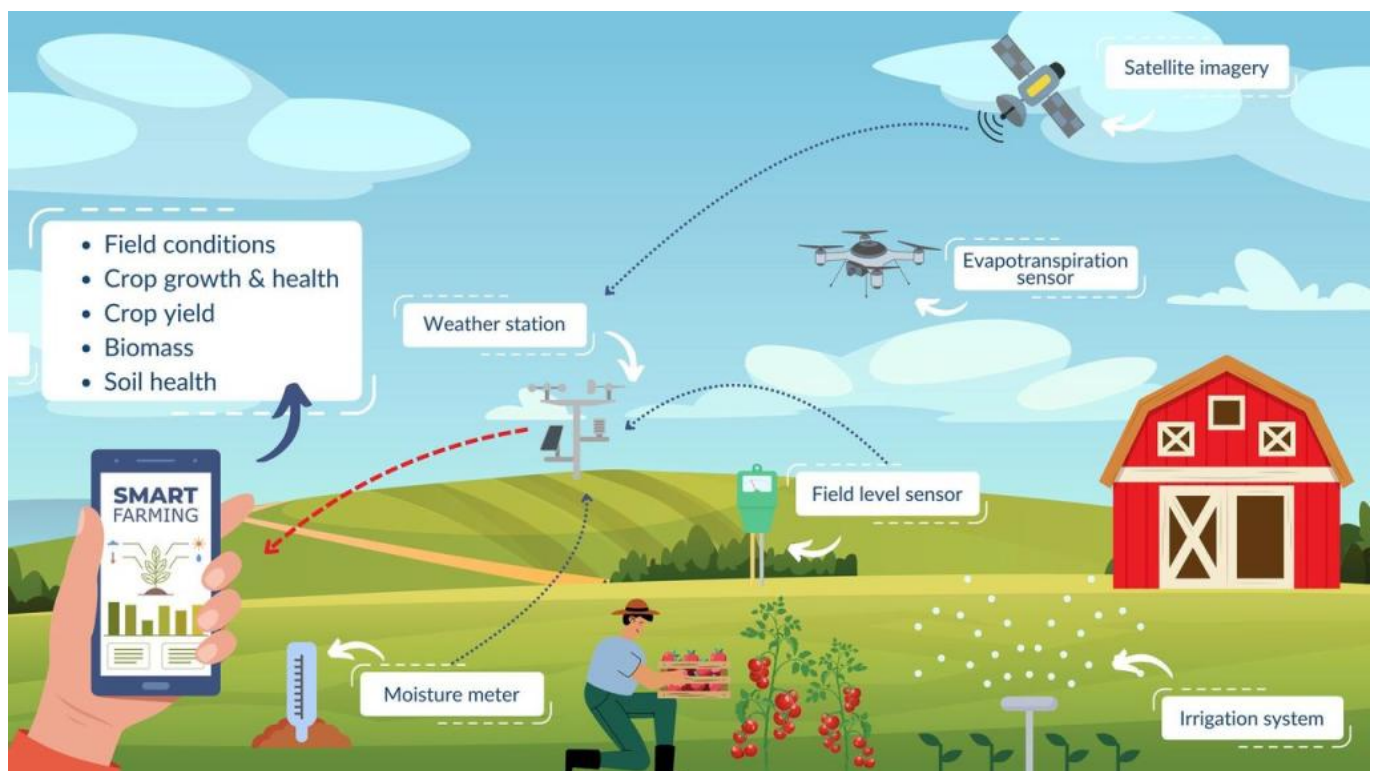 Satellite imagery
• Field conditions
• Crop growth & health
• Crop yield
• Biomass
• Soil health
Evapotranspiration
sensor
Weather station
SMART
FARMING
Field level sensor
Moisture meter
Irrigation system